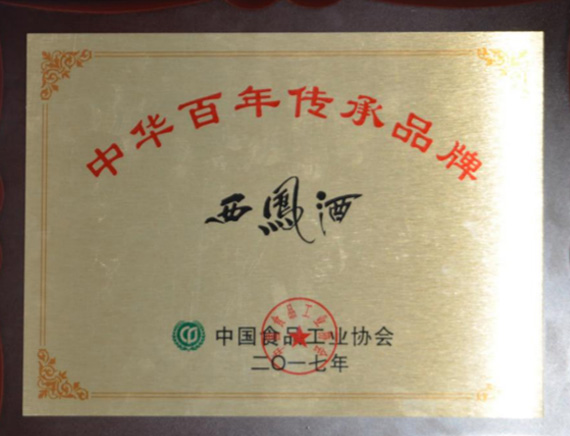 中华百年传承品牌
西鳳酒
中国食品工业协会
二〇一七年